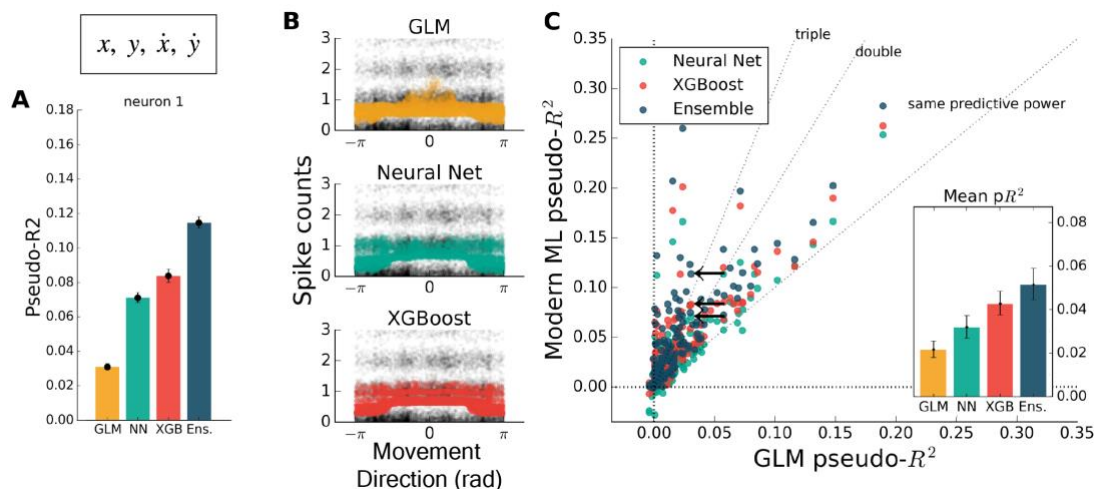 x, y, ẋ, ẏ
A
neuron 1
Pseudo-R2
0.18
0.16
0.14
0.12
0.10
0.08
0.06
0.04
0.02
0.00
GLM NN XGB Ens.
B
GLM
3
2
1
0
−π 0 π
Neural Net
Spike counts
3
2
1
0
−π 0 π
XGBoost
3
2
1
0
−π 0 π
Movement
Direction (rad)
C
Modern ML pseudo-R²
0.35
0.30
0.25
0.20
0.15
0.10
0.05
0.00
Neural Net
XGBoost
Ensemble
triple
double
same predictive power
Mean pR²
0.08
0.06
0.04
0.02
0.00
GLM NN XGB Ens.
0.00 0.05 0.10 0.15 0.20 0.25 0.30 0.35
GLM pseudo-R²